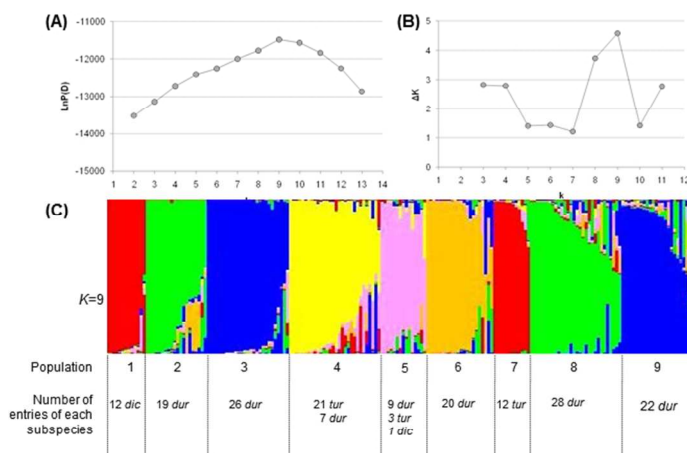 (A)
-10000
-11000
-12000
-13000
-14000
-15000
LnP(D)
1 2 3 4 5 6 7 8 9 10 11 12 13 14
(B)
5
4
3
2
1
0
ΔK
1 2 3 4 5 6 7 8 9 10 11 12
k
(C)
K=9
Population 1 2 3 4 5 6 7 8 9
Number of
entries of each
subspecies
12 dic
19 dur
26 dur
21 tur
7 dur
9 dur
3 tur
1 dic
20 dur
12 tur
28 dur
22 dur